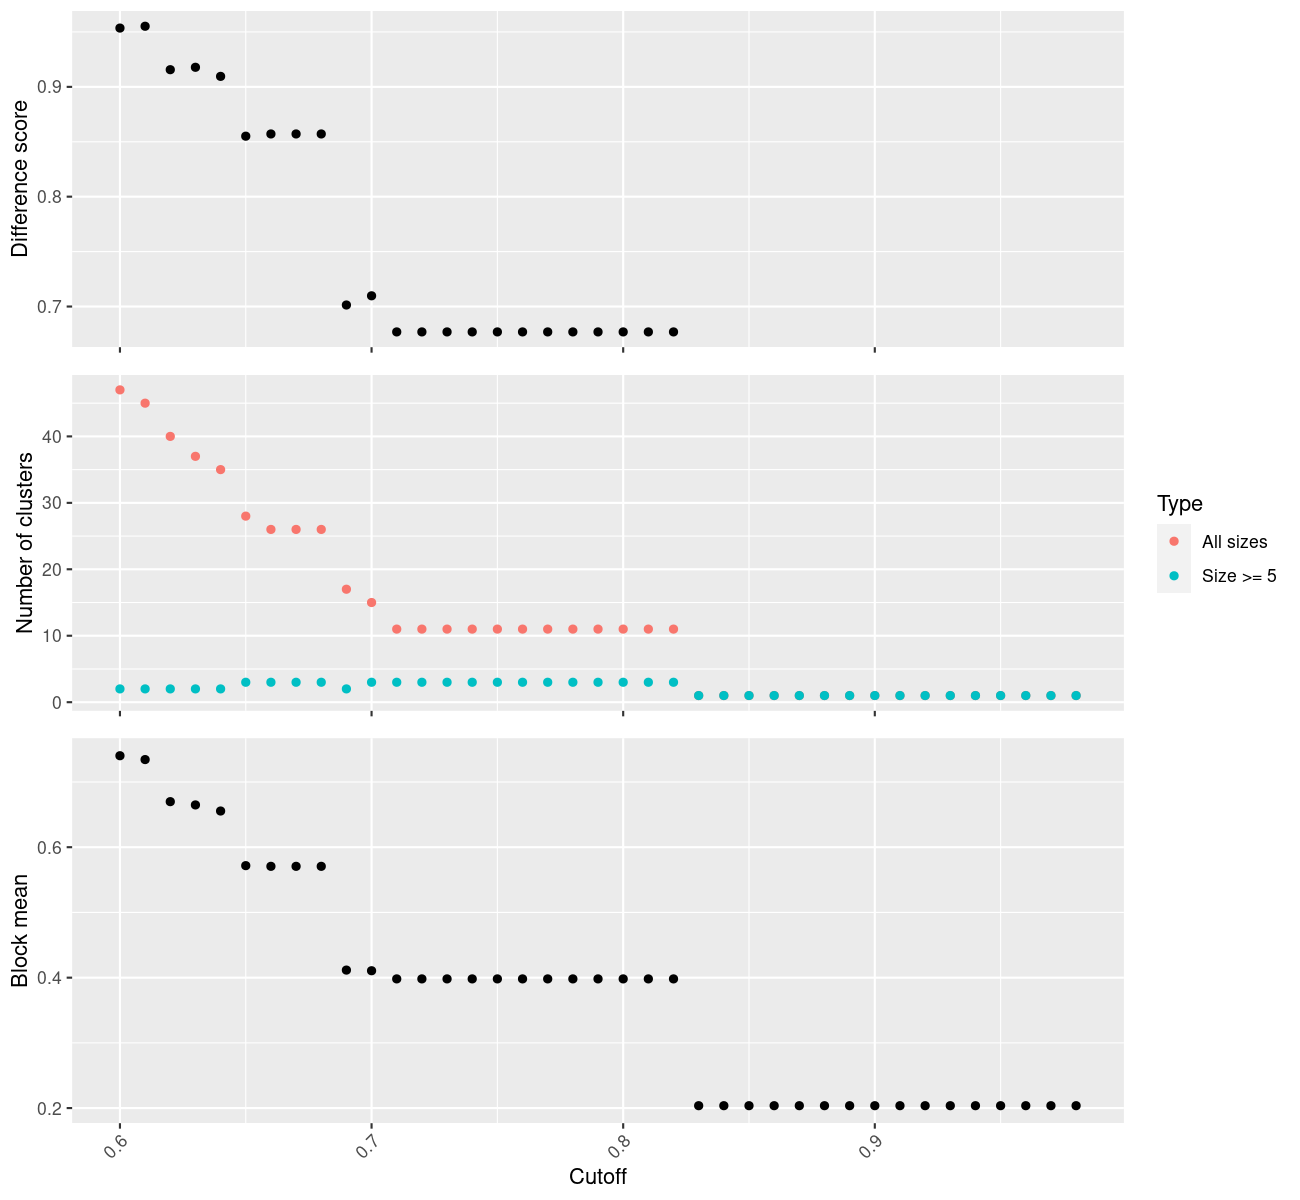 Difference score
0.9
0.8
0.7
Number of clusters
40
30
20
10
0
Type
All sizes
Size >= 5
Block mean
0.6
0.4
0.2
0.6
0.7
0.8
0.9
Cutoff